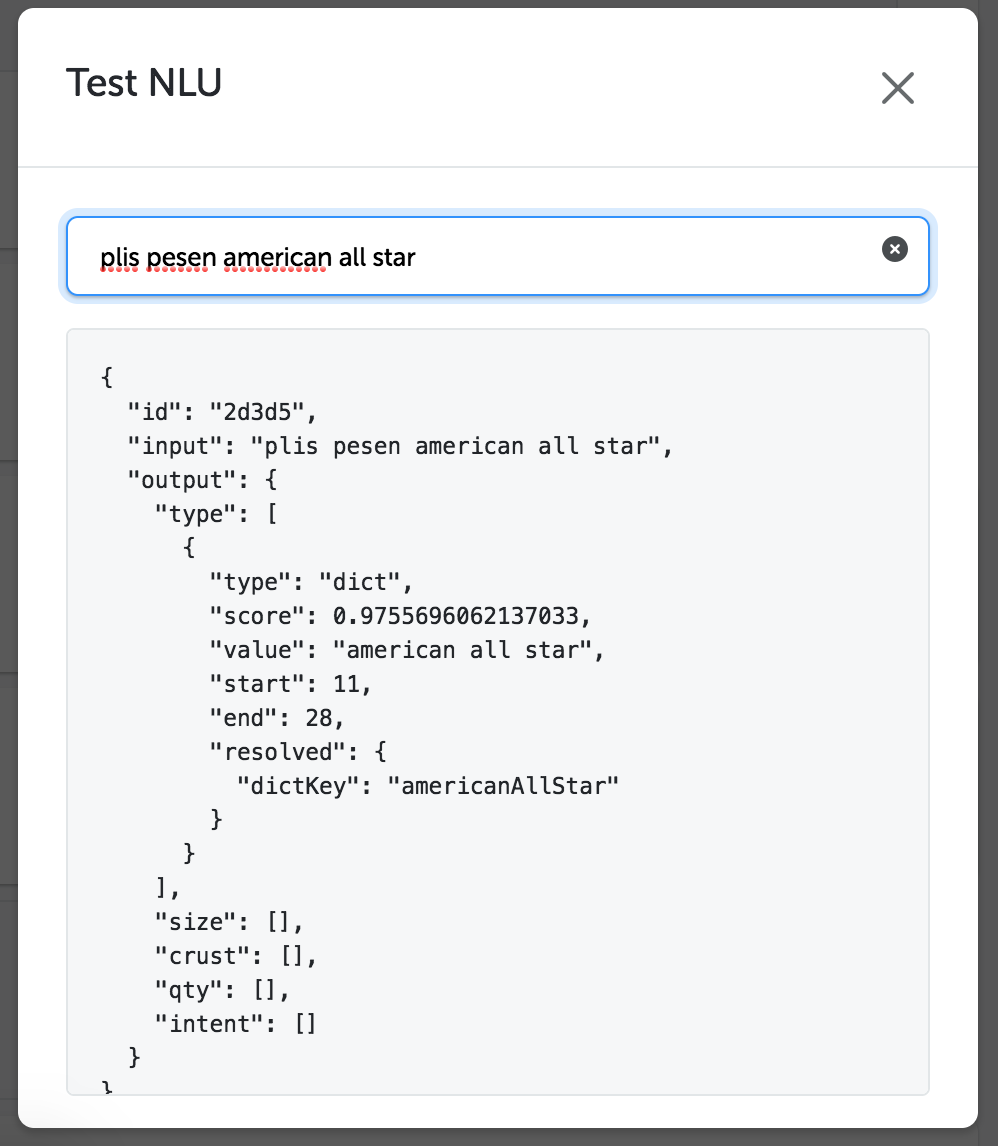 Test NLU
plis pesen american all star
{
  "id": "2d3d5",
  "input": "plis pesen american all star",
  "output": {
    "type": [
      {
        "type": "dict",
        "score": 0.9755696062137033,
        "value": "american all star",
        "start": 11,
        "end": 28,
        "resolved": {
          "dictKey": "americanAllStar"
        }
      }
    ],
    "size": [],
    "crust": [],
    "qty": [],
    "intent": []
  }
}